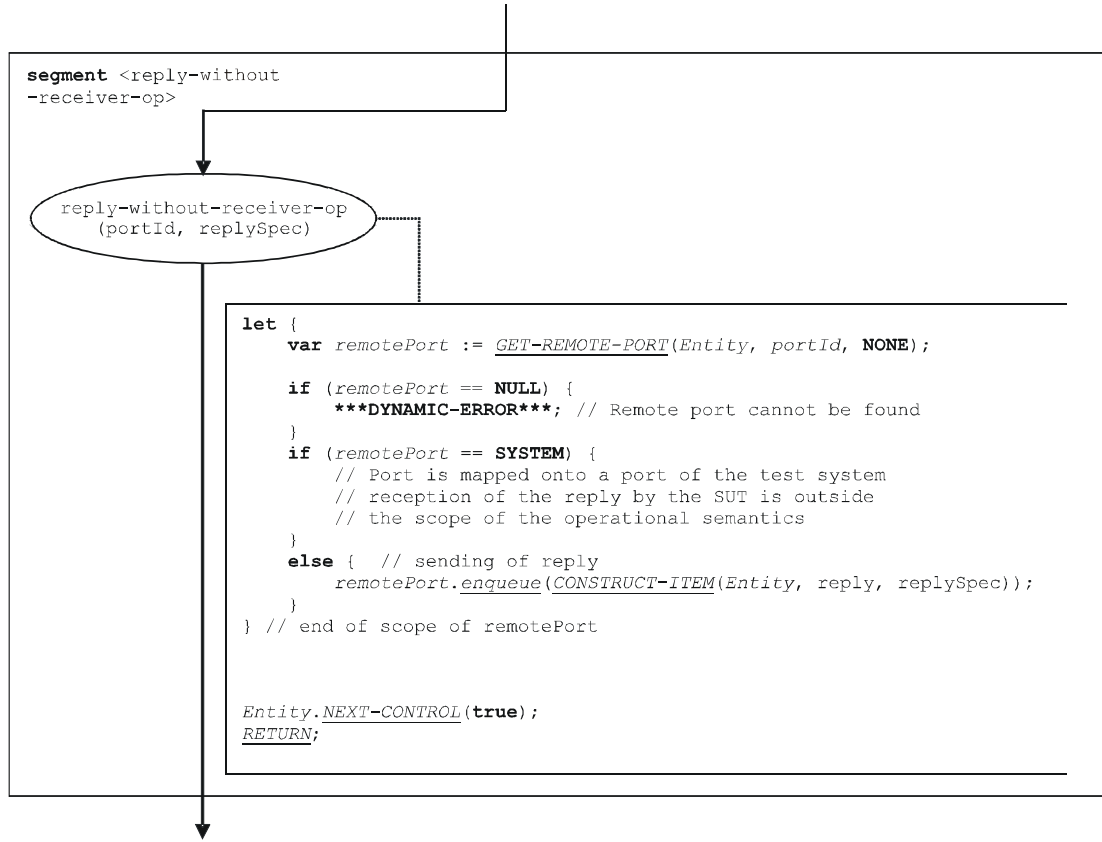 segment <reply-without
-receiver-op>
reply-without-receiver-op
(portId, replySpec)
let {
var remotePort := GET-REMOTE-PORT(Entity, portId, NONE);
if (remotePort == NULL) {
***DYNAMIC-ERROR***; // Remote port cannot be found
}
if (remotePort == SYSTEM) {
// Port is mapped onto a port of the test system
// reception of the reply by the SUT is outside
// the scope of the operational semantics
}
else { // sending of reply
remotePort.enqueue(CONSTRUCT-ITEM(Entity, reply, replySpec));
}
} // end of scope of remotePort
Entity.NEXT-CONTROL(true);
RETURN;